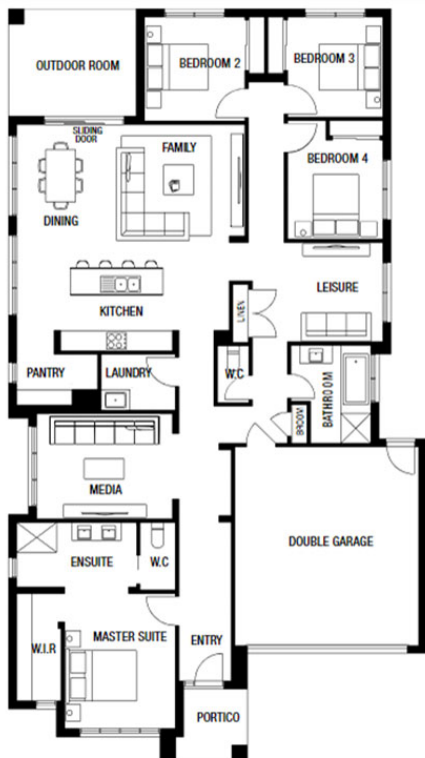 OUTDOOR ROOM
BEDROOM 2
BEDROOM 3
SLIDING
DOOR
FAMILY
BEDROOM 4
DINING
LEISURE
KITCHEN
LINEN
PANTRY
LAUNDRY
W.C
BATHROOM
BROOM
MEDIA
DOUBLE GARAGE
ENSUITE
W.C
MASTER SUITE
ENTRY
W.I.R
PORTICO